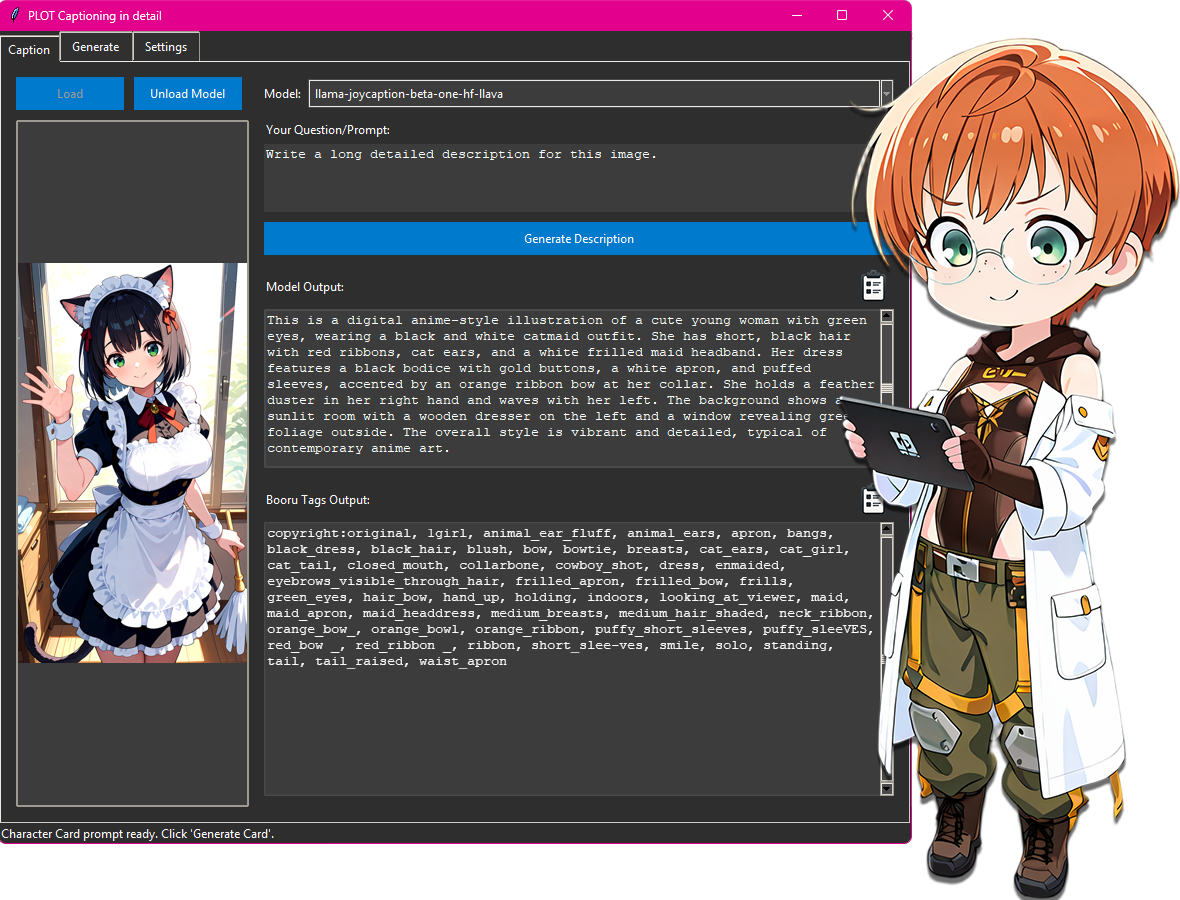 PLOT Captioning in detail
Caption
Generate
Settings
Load
Unload Model
Model:
llama-joycaption-beta-one-hf-llava
Your Question/Prompt:
Write a long detailed description for this image.
Generate Description
Model Output:
This is a digital anime-style illustration of a cute young woman with green
eyes, wearing a black and white catmaid outfit. She has short, black hair
with red ribbons, cat ears, and a white frilled maid headband. Her dress
features a black bodice with gold buttons, a white apron, and puffed
sleeves, accented by an orange ribbon bow at her collar. She holds a feather
duster in her right hand and waves with her left. The background shows a
sunlit room with a wooden dresser on the left and a window revealing gre
foliage outside. The overall style is vibrant and detailed, typical of
contemporary anime art.
Booru Tags Output:
copyright:original, lgirl, animal_ear_fluff, animal_ears, apron, bangs,
black_dress, black_hair, blush, bow, bowtie, breasts, cat_ears, cat_girl,
cat_tail, closed_mouth, collarbone, cowboy_shot, dress, enmaided,
eyebrows_visible_through_hair, frilled_apron, frilled_bow, frills,
green_eyes, hair_bow, hand_up, holding, indoors, looking_at_viewer, maid,
maid_apron, maid_headdress, medium_breasts, medium_hair_shaded, neck_ribbon,
orange_bow_, orange_bowl, orange_ribbon, puffy_short_sleeves, puffy_sleeVES,
red_bow _, red_ribbon _, ribbon, short_slee-ves, smile, solo, standing,
tail, tail_raised, waist_apron
Character Card prompt ready. Click 'Generate Card'.